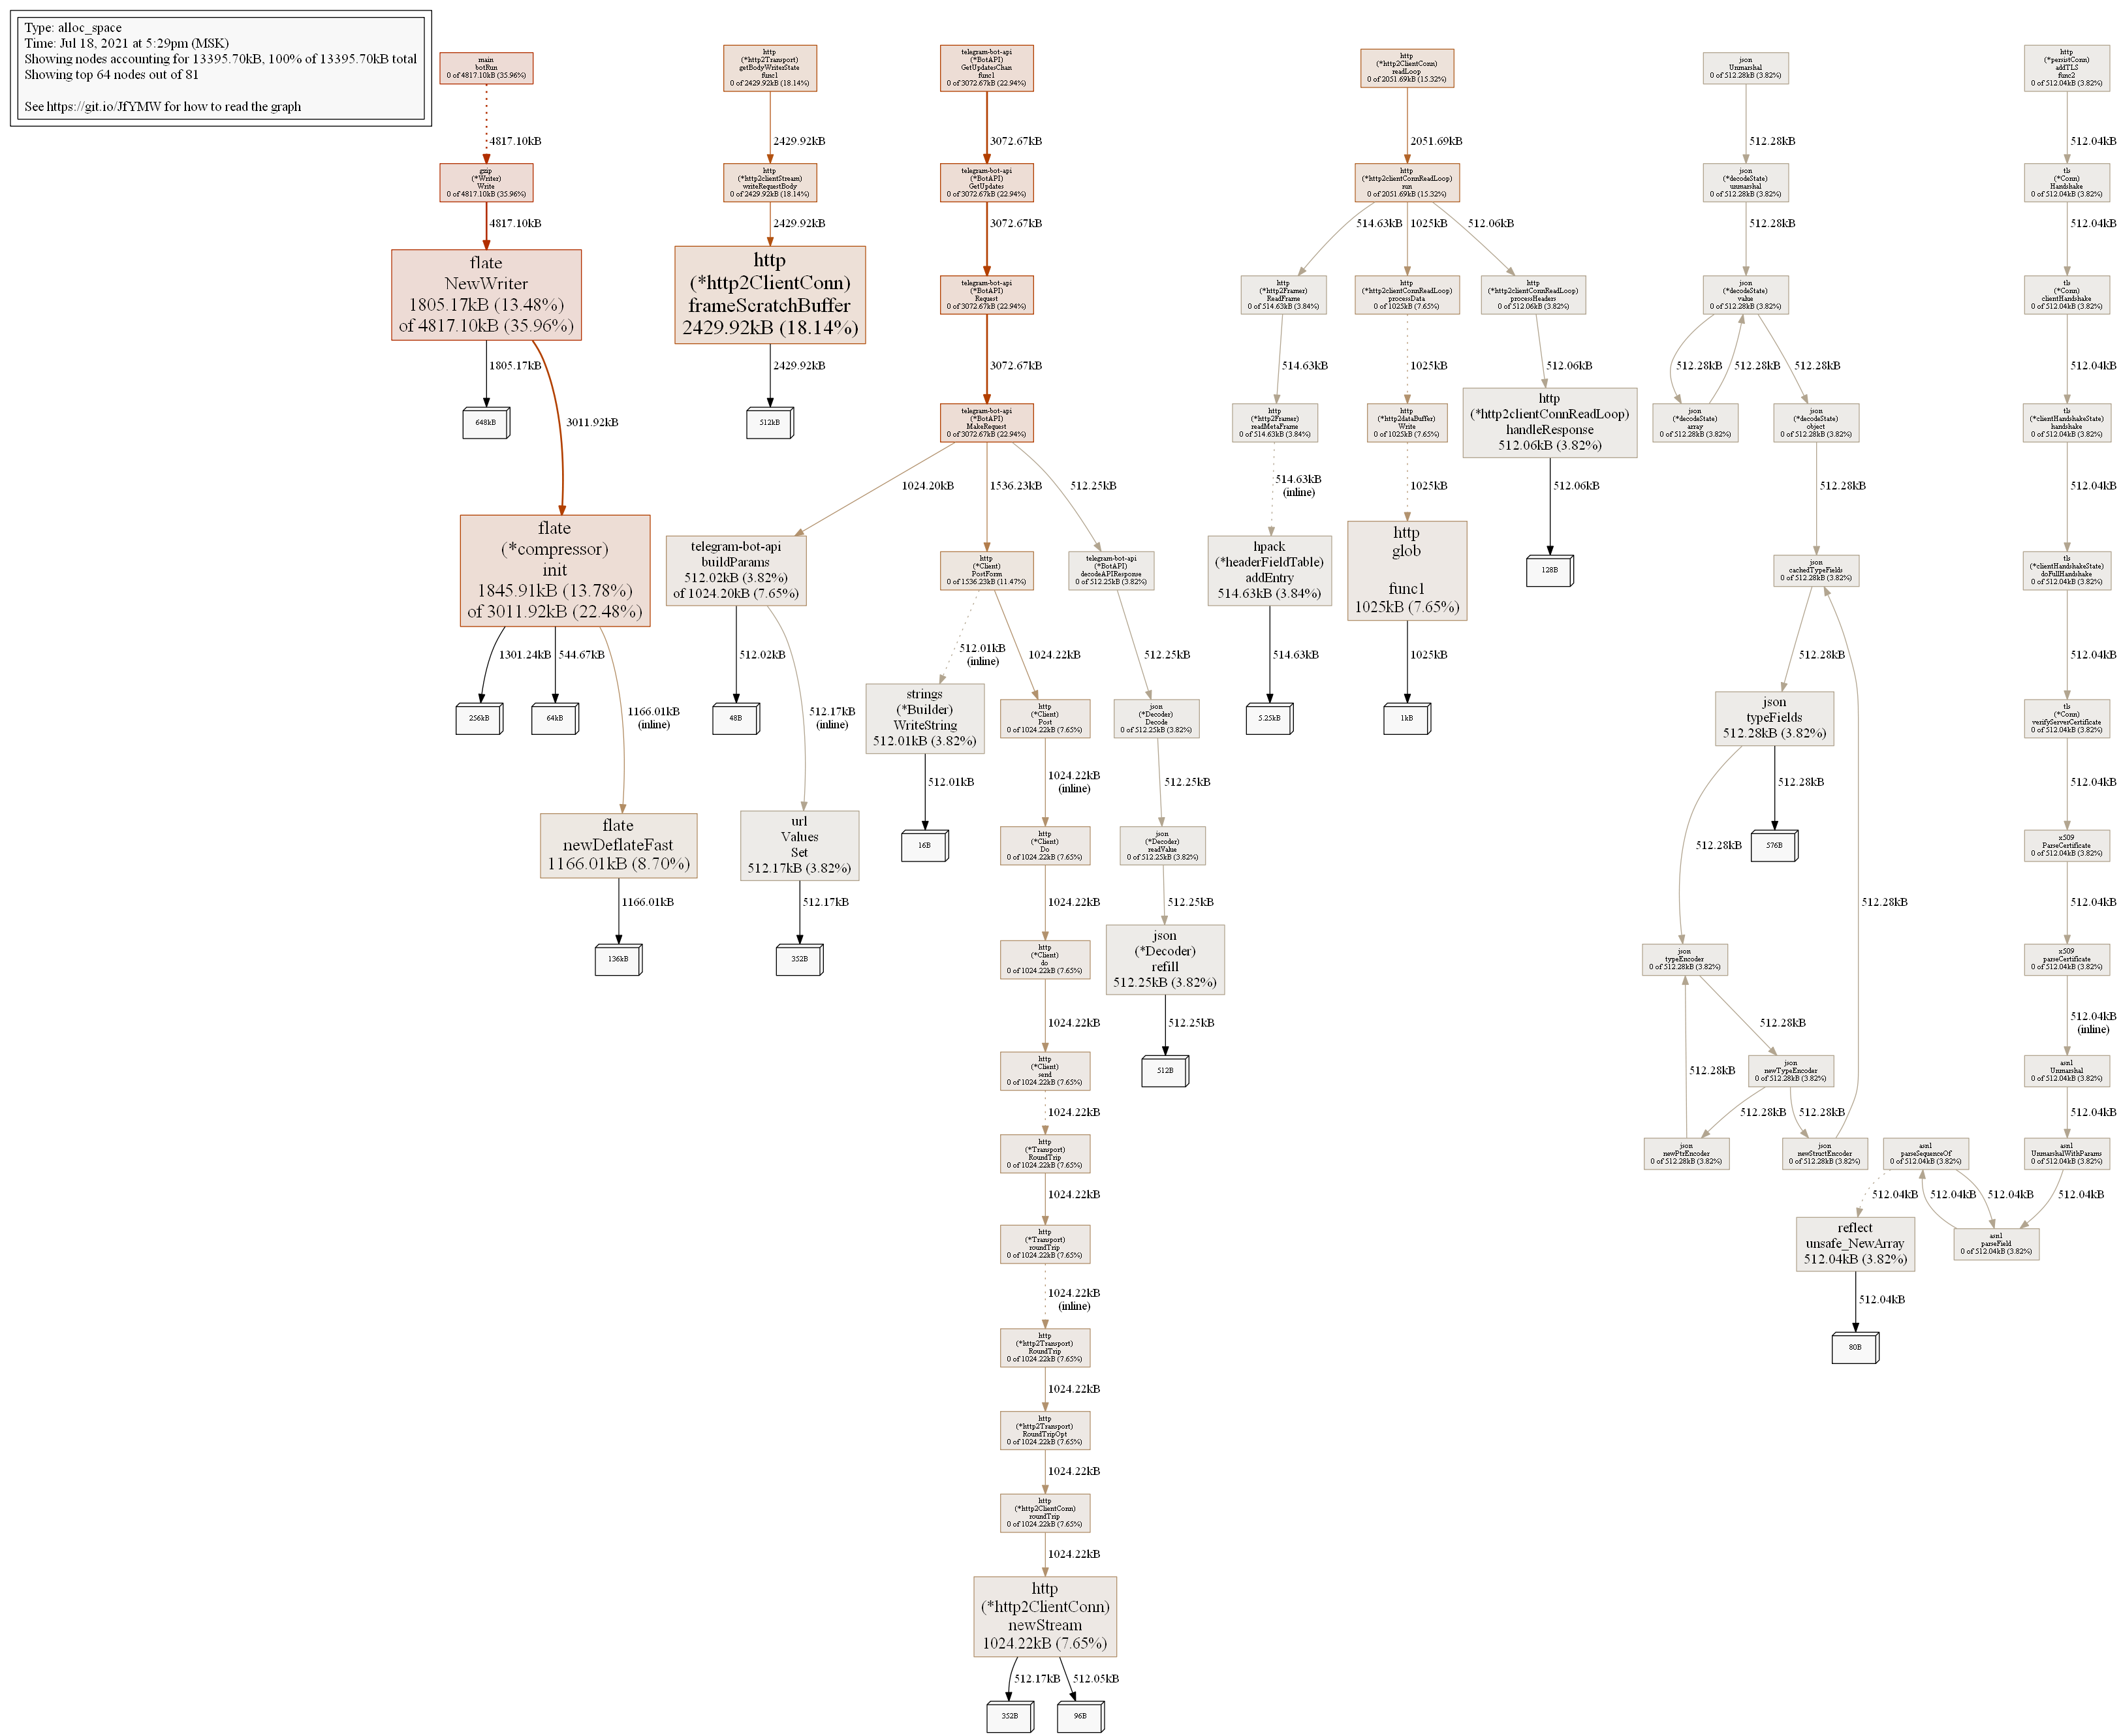 Type: alloc_space
Time: Jul 18, 2021 at 5:29pm (MSK)
Showing nodes accounting for 13395.70kB, 100% of 13395.70kB total
Showing top 64 nodes out of 81
See https://git.io/JfYMW for how to read the graph
main
botRun
0 of 4817.10kB (35.96%)
4817.10kB
gzip
(*Writer)
Write
0 of 4817.10kB (35.96%)
4817.10kB
flate
NewWriter
1805.17kB (13.48%)
of 4817.10kB (35.96%)
1805.17kB
648kB
3011.92kB
flate
(*compressor)
init
1845.91kB (13.78%)
of 3011.92kB (22.48%)
1301.24kB
256kB
544.67kB
64kB
1166.01kB
(inline)
flate
newDeflateFast
1166.01kB (8.70%)
1166.01kB
136kB
http
(*http2Transport)
getBodyWriterState
func1
0 of 2429.92kB (18.14%)
2429.92kB
http
(*http2clientStream)
writeRequestBody
0 of 2429.92kB (18.14%)
2429.92kB
http
(*http2ClientConn)
frameScratchBuffer
2429.92kB (18.14%)
2429.92kB
512kB
telegram-bot-api
(*BotAPI)
GetUpdatesChan
func1
0 of 3072.67kB (22.94%)
3072.67kB
telegram-bot-api
(*BotAPI)
GetUpdates
0 of 3072.67kB (22.94%)
3072.67kB
telegram-bot-api
(*BotAPI)
Request
0 of 3072.67kB (22.94%)
3072.67kB
telegram-bot-api
(*BotAPI)
MakeRequest
0 of 3072.67kB (22.94%)
1024.20kB
1536.23kB
512.25kB
telegram-bot-api
buildParams
512.02kB (3.82%)
of 1024.20kB (7.65%)
512.02kB
48B
512.17kB
(inline)
url
Values
Set
512.17kB (3.82%)
512.17kB
352B
http
(*Client)
PostForm
0 of 1536.23kB (11.47%)
512.01kB
(inline)
strings
(*Builder)
WriteString
512.01kB (3.82%)
512.01kB
16B
1024.22kB
http
(*Client)
Post
0 of 1024.22kB (7.65%)
1024.22kB
(inline)
http
(*Client)
Do
0 of 1024.22kB (7.65%)
1024.22kB
http
(*Client)
do
0 of 1024.22kB (7.65%)
1024.22kB
http
(*Client)
send
0 of 1024.22kB (7.65%)
1024.22kB
http
(*Transport)
RoundTrip
0 of 1024.22kB (7.65%)
1024.22kB
http
(*Transport)
roundTrip
0 of 1024.22kB (7.65%)
1024.22kB
(inline)
http
(*http2Transport)
RoundTrip
0 of 1024.22kB (7.65%)
1024.22kB
http
(*http2Transport)
RoundTripOpt
0 of 1024.22kB (7.65%)
1024.22kB
http
(*http2ClientConn)
roundTrip
0 of 1024.22kB (7.65%)
1024.22kB
http
(*http2ClientConn)
newStream
1024.22kB (7.65%)
512.17kB
352B
512.05kB
96B
telegram-bot-api
(*BotAPI)
decodeAPIResponse
0 of 512.25kB (3.82%)
512.25kB
json
(*Decoder)
Decode
0 of 512.25kB (3.82%)
512.25kB
json
(*Decoder)
readValue
0 of 512.25kB (3.82%)
512.25kB
json
(*Decoder)
refill
512.25kB (3.82%)
512.25kB
512B
http
(*http2ClientConn)
readLoop
0 of 2051.69kB (15.32%)
2051.69kB
http
(*http2clientConnReadLoop)
run
0 of 2051.69kB (15.32%)
514.63kB
1025kB
512.06kB
http
(*http2Framer)
ReadFrame
0 of 514.63kB (3.84%)
514.63kB
http
(*http2Framer)
readMetaFrame
0 of 514.63kB (3.84%)
514.63kB
(inline)
hpack
(*headerFieldTable)
addEntry
514.63kB (3.84%)
514.63kB
5.25kB
http
(*http2clientConnReadLoop)
processData
0 of 1025kB (7.65%)
1025kB
http
(*http2dataBuffer)
Write
0 of 1025kB (7.65%)
1025kB
http
glob
func1
1025kB (7.65%)
1025kB
1kB
http
(*http2clientConnReadLoop)
processHeaders
0 of 512.06kB (3.82%)
512.06kB
http
(*http2clientConnReadLoop)
handleResponse
512.06kB (3.82%)
512.06kB
128B
json
Unmarshal
0 of 512.28kB (3.82%)
512.28kB
json
(*decodeState)
unmarshal
0 of 512.28kB (3.82%)
512.28kB
json
(*decodeState)
value
0 of 512.28kB (3.82%)
512.28kB
512.28kB
512.28kB
json
(*decodeState)
array
0 of 512.28kB (3.82%)
json
(*decodeState)
object
0 of 512.28kB (3.82%)
512.28kB
json
cachedTypeFields
0 of 512.28kB (3.82%)
512.28kB
json
typeFields
512.28kB (3.82%)
512.28kB
576B
512.28kB
512.28kB
json
typeEncoder
0 of 512.28kB (3.82%)
512.28kB
json
newTypeEncoder
0 of 512.28kB (3.82%)
512.28kB
512.28kB
512.28kB
json
newPtrEncoder
0 of 512.28kB (3.82%)
json
newStructEncoder
0 of 512.28kB (3.82%)
http
(*persistConn)
addTLS
func2
0 of 512.04kB (3.82%)
512.04kB
tls
(*Conn)
Handshake
0 of 512.04kB (3.82%)
512.04kB
tls
(*Conn)
clientHandshake
0 of 512.04kB (3.82%)
512.04kB
tls
(*clientHandshakeState)
handshake
0 of 512.04kB (3.82%)
512.04kB
tls
(*clientHandshakeState)
doFullHandshake
0 of 512.04kB (3.82%)
512.04kB
tls
(*Conn)
verifyServerCertificate
0 of 512.04kB (3.82%)
512.04kB
x509
ParseCertificate
0 of 512.04kB (3.82%)
512.04kB
x509
parseCertificate
0 of 512.04kB (3.82%)
512.04kB
(inline)
asn1
Unmarshal
0 of 512.04kB (3.82%)
512.04kB
asn1
UnmarshalWithParams
0 of 512.04kB (3.82%)
512.04kB
asn1
parseSequenceOf
0 of 512.04kB (3.82%)
512.04kB
512.04kB
512.04kB
asn1
parseField
0 of 512.04kB (3.82%)
reflect
unsafe_NewArray
512.04kB (3.82%)
512.04kB
80B